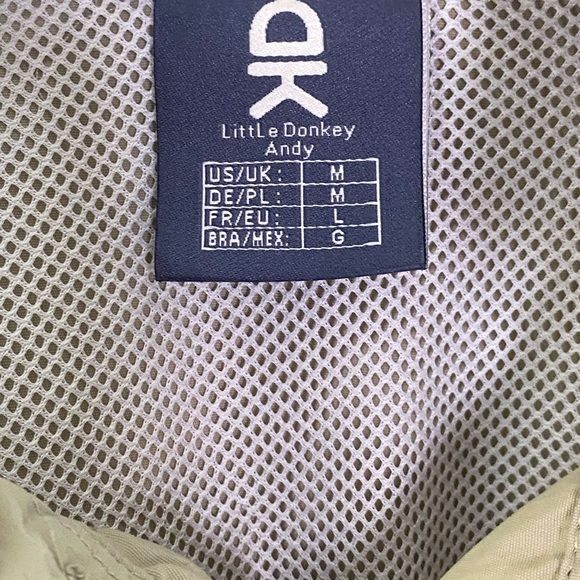 DK
LittLe Donkey
Andy
US/UK: M
DE/PL: M
FR/EU: L
BRA/MEX: G